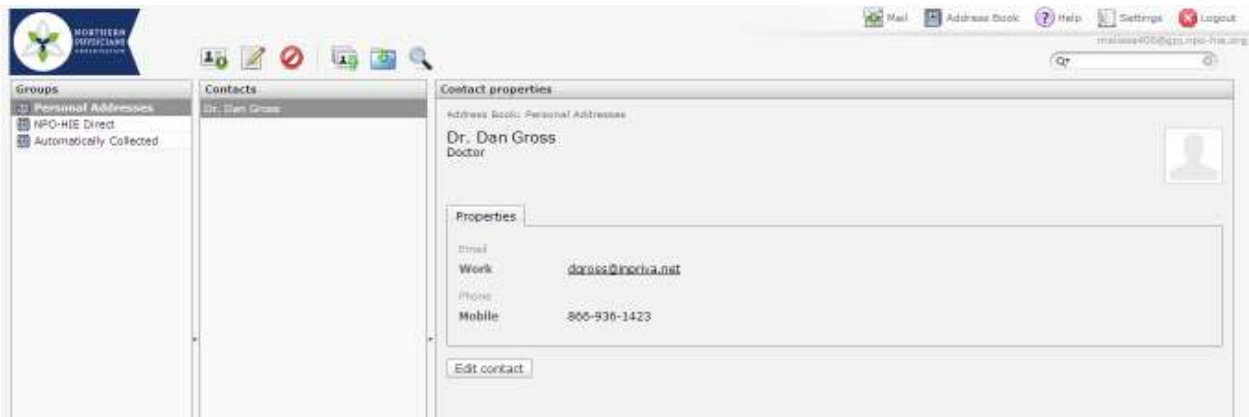 NORTHERN
PHYSICIANS
ORGANIZATION
Mail Address Book Help Settings Logout
Groups
Personal Addresses
NPO-HIE Direct
Automatically Collected
Contacts
Dr. Dan Gross
Contact properties
Address Book: Personal Addresses
Dr. Dan Gross
Doctor
Properties
Email
Work dgross@inpriva.net
Phone
Mobile 866-936-1423
Edit contact